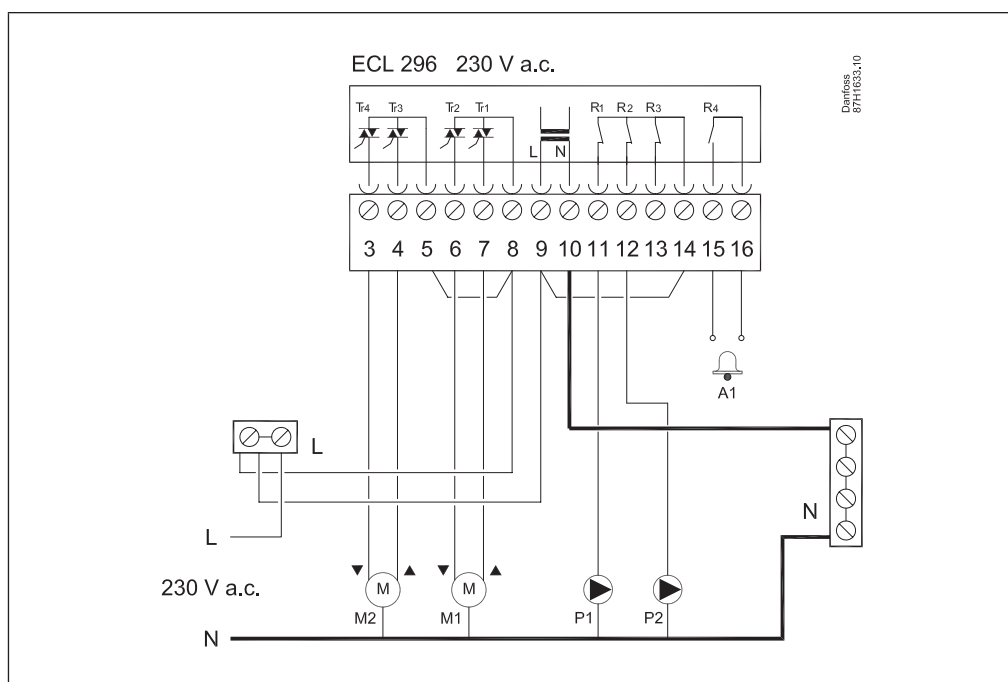 ECL 296 230 V a.c.
Danfoss
87H1633.10
Tr4 Tr3 Tr2 Tr1 R1 R2 R3 R4
L N
3 4 5 6 7 8 9 10 11 12 13 14 15 16
A1
L
N
L
230 V a.c.
M M
M2 M1 P1 P2
N